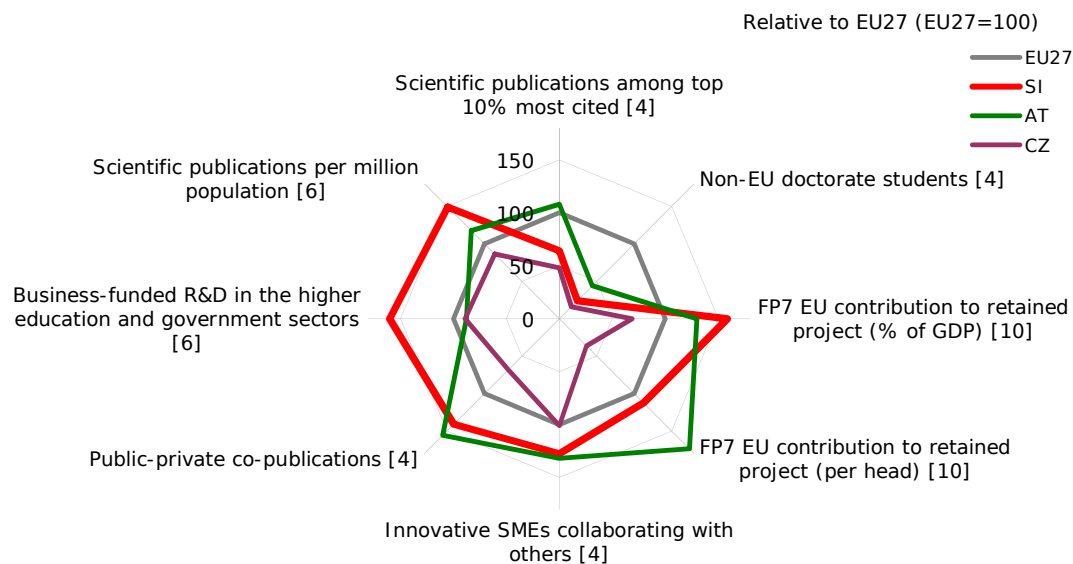 Relative to EU27 (EU27=100)
EU27
SI
AT
CZ
Scientific publications among top
10% most cited [4]
Non-EU doctorate students [4]
FP7 EU contribution to retained
project (% of GDP) [10]
FP7 EU contribution to retained
project (per head) [10]
Innovative SMEs collaborating with
others [4]
Public-private co-publications [4]
Business-funded R&D in the higher
education and government sectors
[6]
Scientific publications per million
population [6]
150
100
50
0